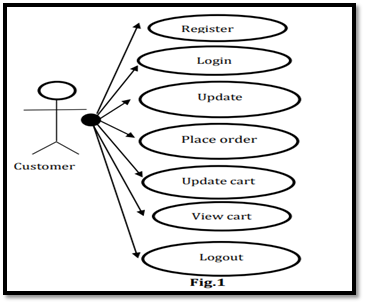 Register
Login
Update
Place order
Customer
Update cart
View cart
Logout
Fig.1